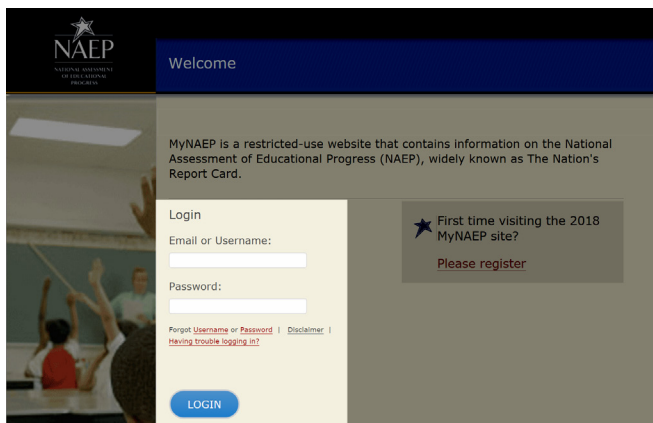 NAEP
NATIONAL ASSESSMENT
OF EDUCATIONAL
PROGRESS
Welcome
MyNAEP is a restricted-use website that contains information on the National
Assessment of Educational Progress (NAEP), widely known as The Nation's
Report Card.
Login
Email or Username:
Password:
Forgot Username or Password | Disclaimer |
Having trouble logging in?
LOGIN
First time visiting the 2018
MyNAEP site?
Please register